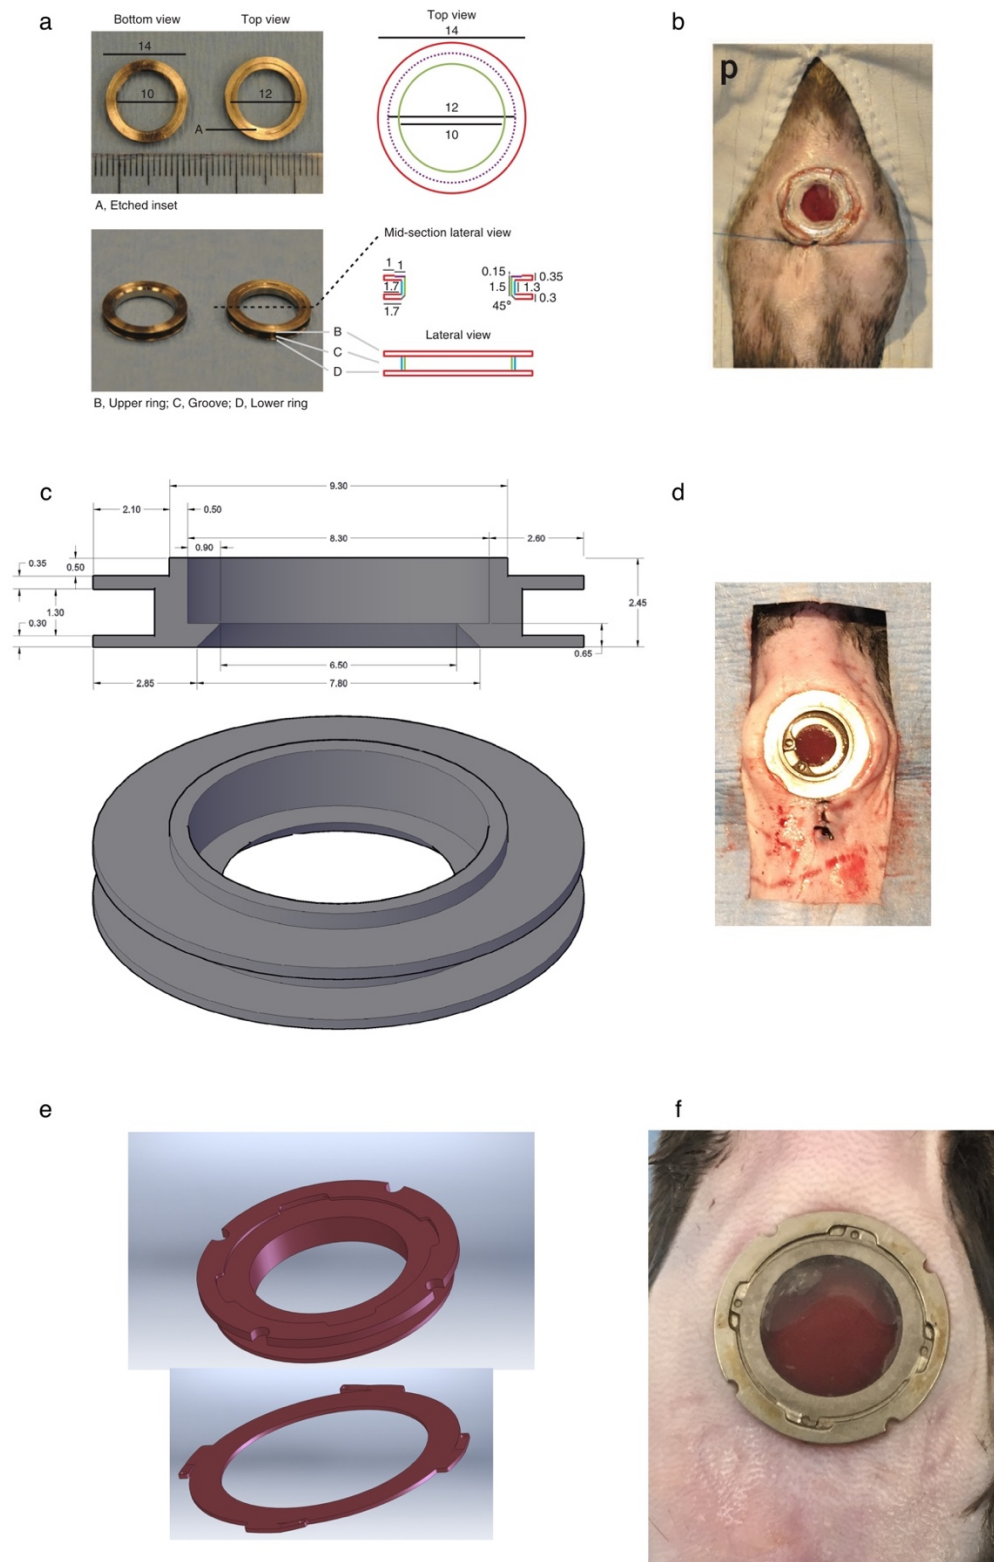 a
Bottom view
Top view
14
10
12
A
A, Etched inset
Top view
14
12
10
b
p
Mid-section lateral view
1
1
1.7
1.7
0.15
1.5
45°
0.35
1.3
0.3
B
C
D
Lateral view
B, Upper ring; C, Groove; D, Lower ring
c
9.30
2.10
0.50
8.30
2.60
0.90
0.35
0.50
1.30
0.30
2.45
0.65
6.50
2.85
7.80
d
e
f